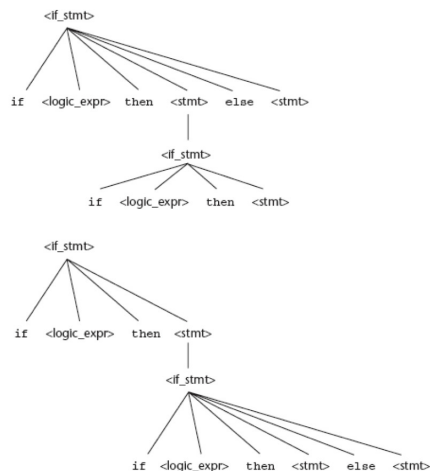 <if_stmt>
if <logic_expr> then <stmt> else <stmt>
<if_stmt>
if <logic_expr> then <stmt>
<if_stmt>
if <logic_expr> then <stmt>
<if_stmt>
if <logic_expr> then <stmt> else <stmt>